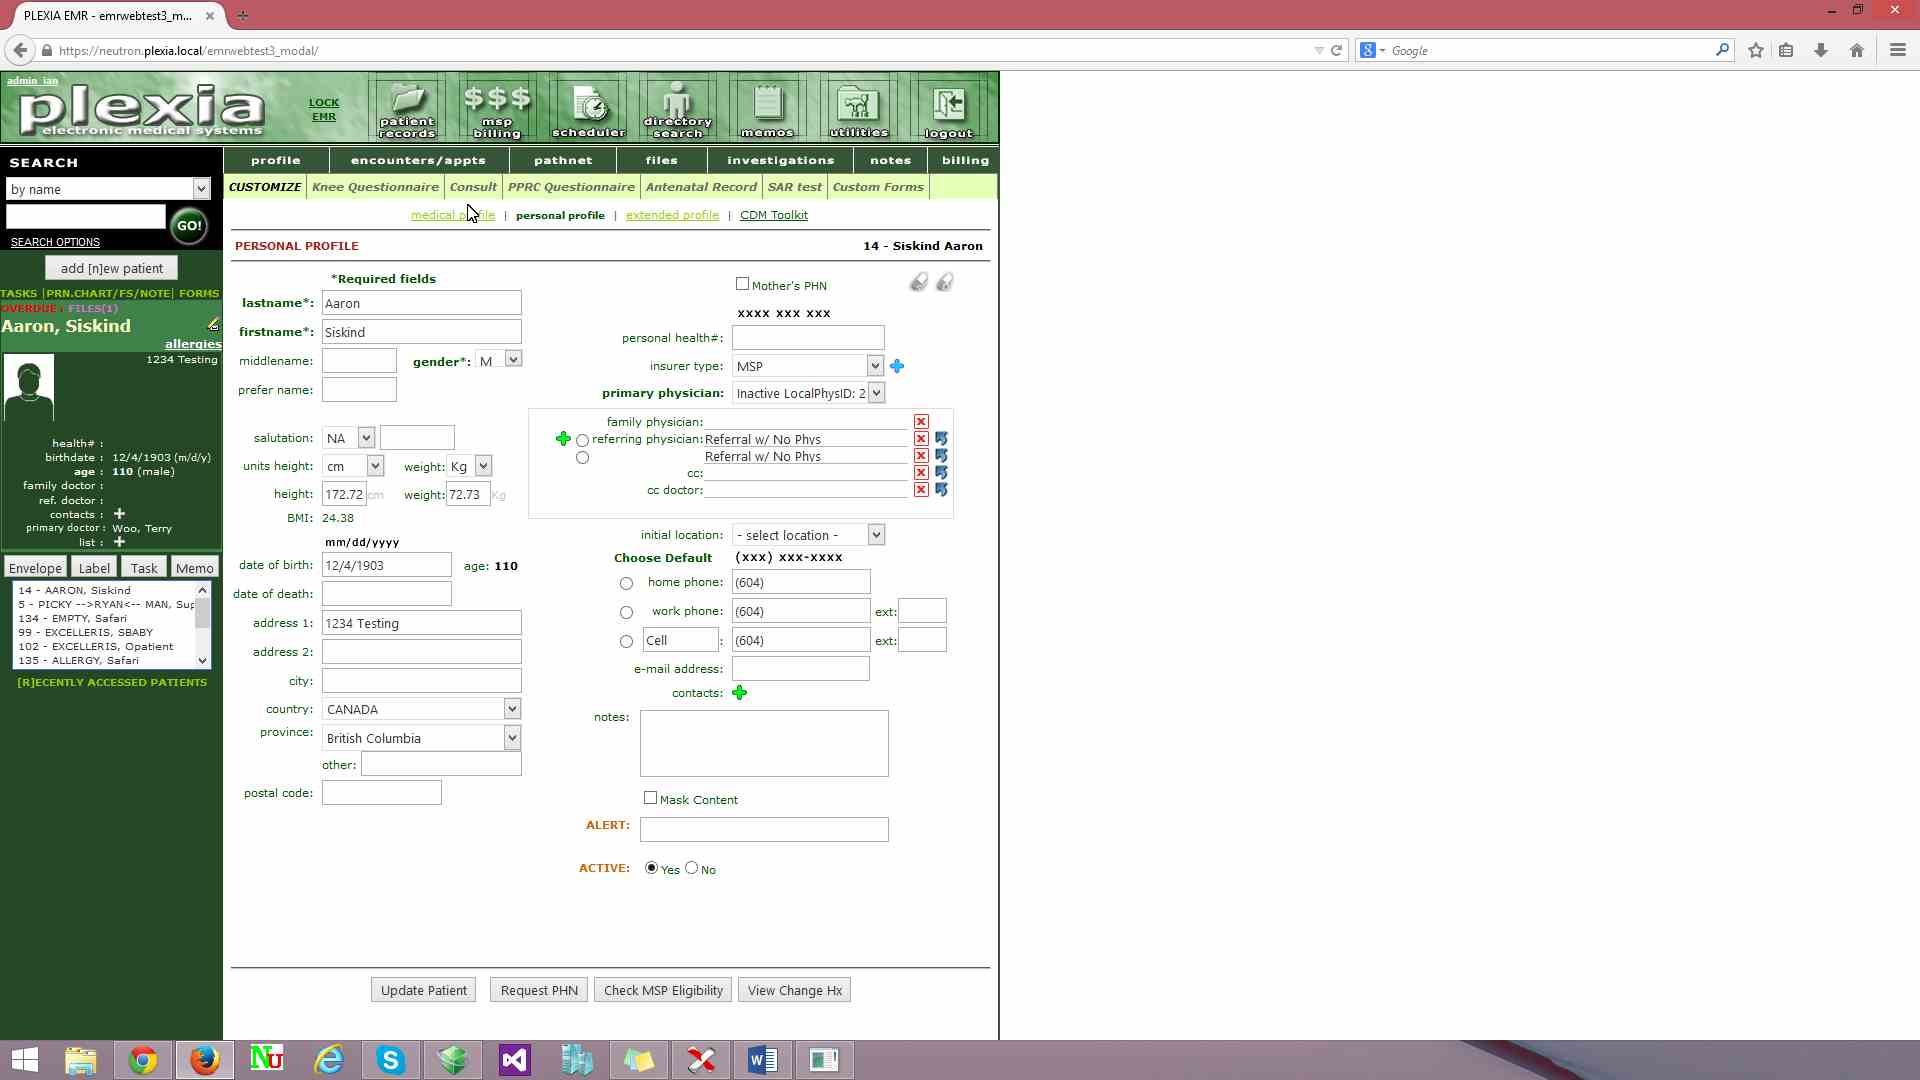 PLEXIA EMR - emrwebtest3_m...
https://neutron.plexia.local/emrwebtest3_modal/
Google
admin_ian
plexia
electronic medical systems
LOCK EMR
patient records
msp billing
scheduler
directory search
memos
utilities
logout
SEARCH
by name
GO!
SEARCH OPTIONS
add [n]ew patient
TASKS |PRN.CHART/FS/NOTE| FORMS
OVERDUE: FILES(1)
Aaron, Siskind
allergies
1234 Testing
health# :
birthdate : 12/4/1903 (m/d/y)
age : 110 (male)
family doctor :
ref. doctor :
contacts :
primary doctor : Woo, Terry
list :
Envelope Label Task Memo
14 - AARON, Siskind
5 - PICKY -->RYAN<-- MAN, Sup
134 - EMPTY, Safari
99 - EXCELLERIS, SBABY
102 - EXCELLERIS, Opatient
135 - ALLERGY, Safari
[R]ECENTLY ACCESSED PATIENTS
profile encounters/appts pathnet files investigations notes billing
CUSTOMIZE Knee Questionnaire Consult PPRC Questionnaire Antenatal Record SAR test Custom Forms
medical profile | personal profile | extended profile | CDM Toolkit
PERSONAL PROFILE 14 - Siskind Aaron
*Required fields
lastname*: Aaron
firstname*: Siskind
middlename: gender*: M
prefer name:
salutation: NA
units height: cm weight: Kg
height: 172.72 cm weight: 72.73 Kg
BMI: 24.38
mm/dd/yyyy
date of birth: 12/4/1903 age: 110
date of death:
address 1: 1234 Testing
address 2:
city:
country: CANADA
province: British Columbia
other:
postal code:
Mother's PHN
xxxx xxx xxx
personal health#:
insurer type: MSP
primary physician: Inactive LocalPhysID: 2
family physician:
referring physician: Referral w/ No Phys
Referral w/ No Phys
cc:
cc doctor:
initial location: - select location -
Choose Default (xxx) xxx-xxxx
home phone: (604)
work phone: (604) ext:
Cell : (604) ext:
e-mail address:
contacts:
notes:
Mask Content
ALERT:
ACTIVE: Yes No
Update Patient Request PHN Check MSP Eligibility View Change Hx
NU